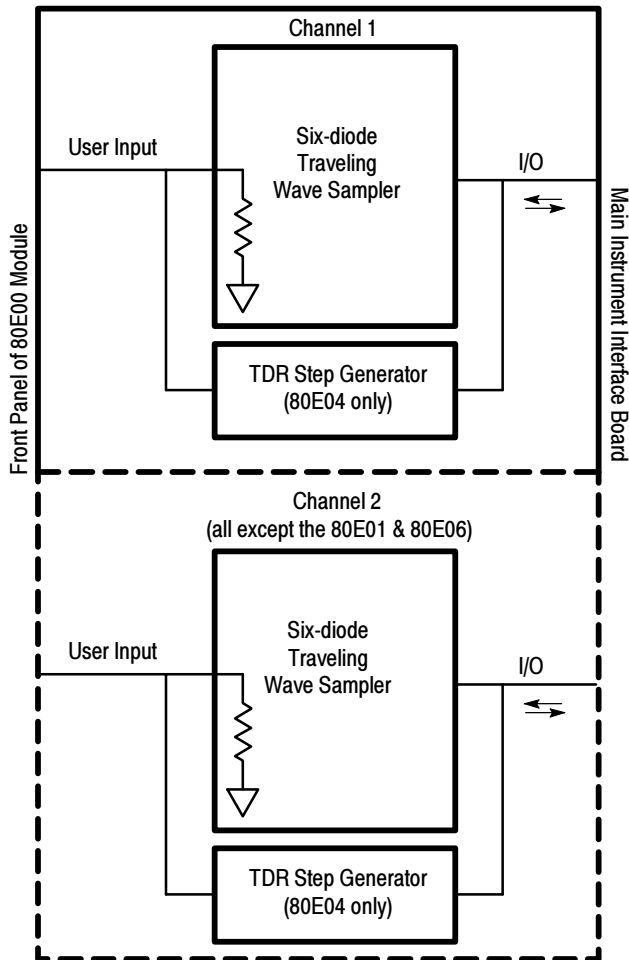 Channel 1
User Input
Six-diode
Traveling
Wave Sampler
I/O
Front Panel of 80E00 Module
Main Instrument Interface Board
TDR Step Generator
(80E04 only)
Channel 2
(all except the 80E01 & 80E06)
User Input
Six-diode
Traveling
Wave Sampler
I/O
TDR Step Generator
(80E04 only)